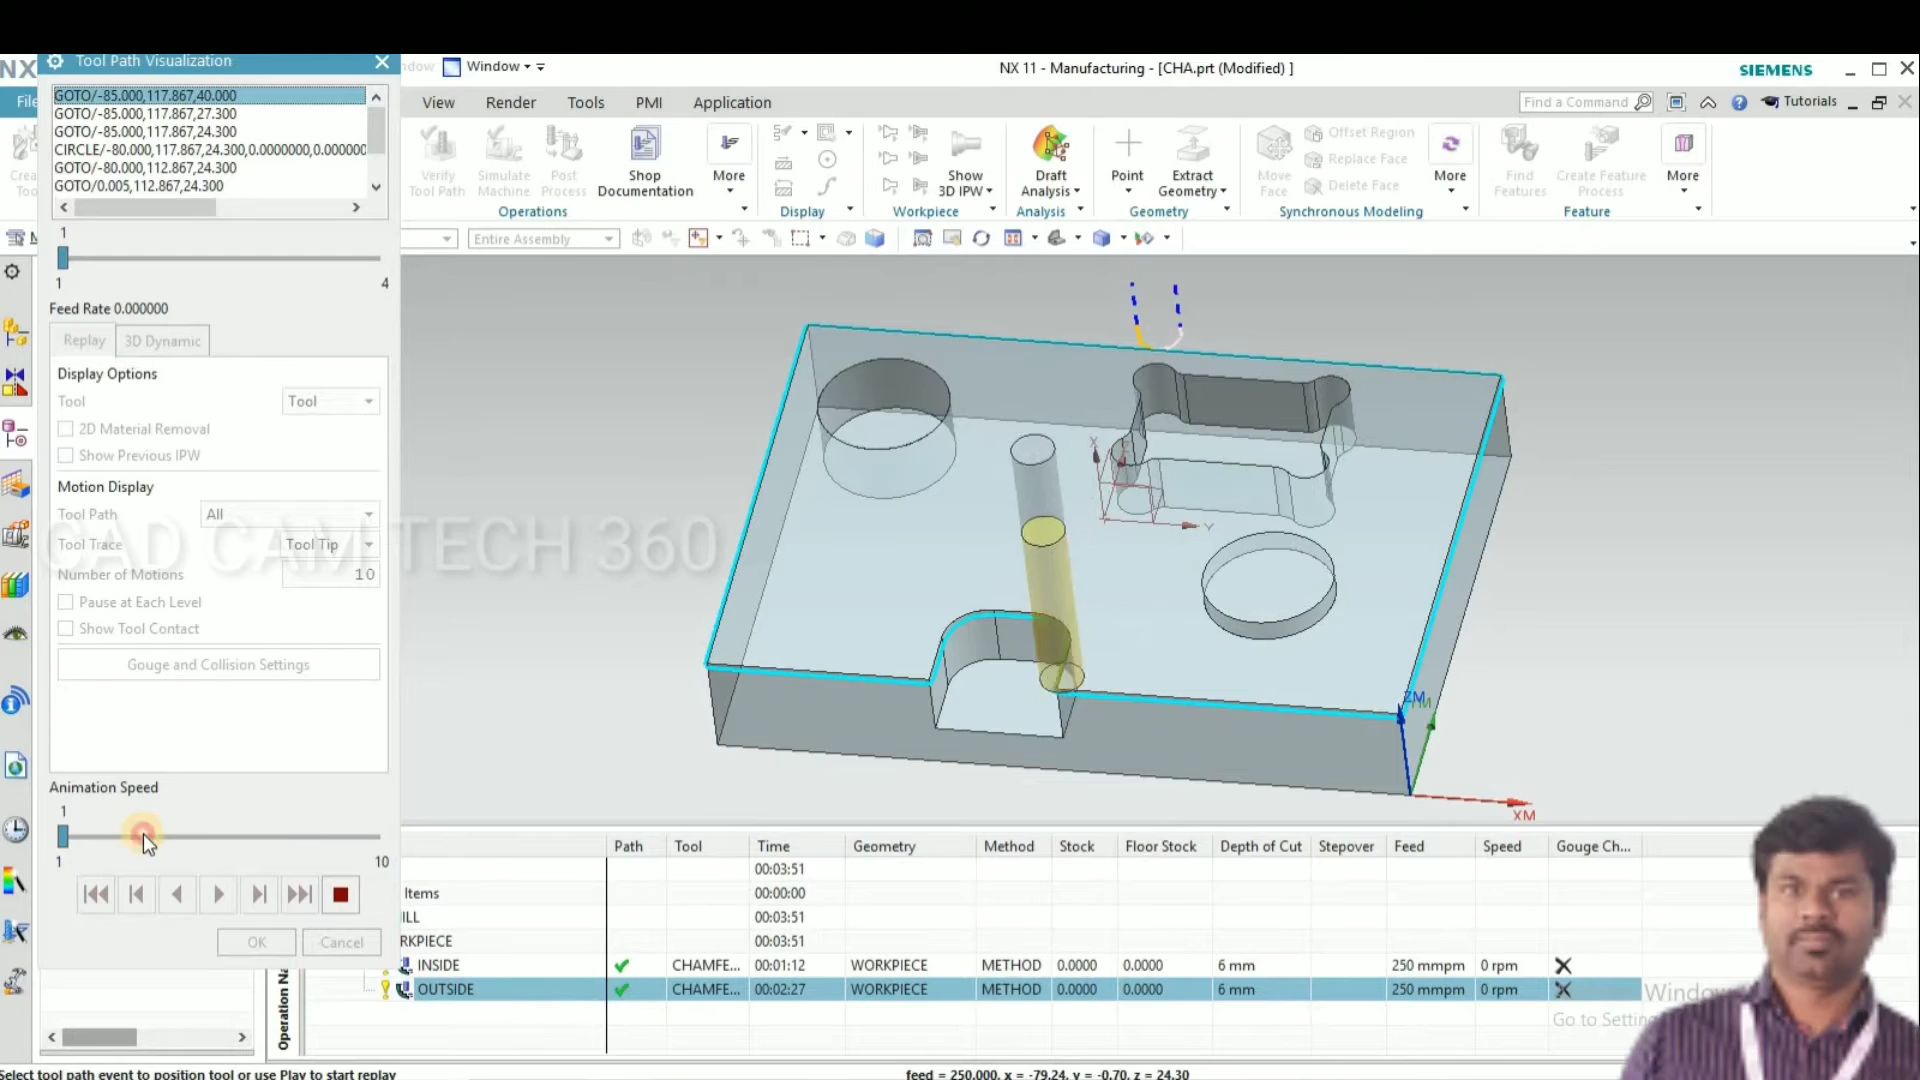 NX
Tool Path Visualization
Window
NX 11 - Manufacturing - [CHA.prt (Modified) ]
SIEMENS
File
View
Render
Tools
PMI
Application
Find a Command
Tutorials
GOTO/-85.000,117.867,40.000
GOTO/-85.000,117.867,27.300
GOTO/-85.000,117.867,24.300
CIRCLE/-80.000,117.867,24.300,0.0000000,0.000000
GOTO/-80.000,112.867,24.300
GOTO/0.005,112.867,24.300
Verify Tool Path
Simulate Machine
Post Process
Shop Documentation
More
Show 3D IPW
Draft Analysis
Point
Extract Geometry
Move Face
Offset Region
Replace Face
Delete Face
More
Find Features
Create Feature Process
More
Operations
Display
Workpiece
Analysis
Geometry
Synchronous Modeling
Feature
Entire Assembly
1
1
4
Feed Rate 0.000000
Replay
3D Dynamic
Display Options
Tool
Tool
2D Material Removal
Show Previous IPW
Motion Display
Tool Path
All
Tool Trace
Tool Tip
Number of Motions
10
Pause at Each Level
Show Tool Contact
Gouge and Collision Settings
CAD CAM TECH 360
Animation Speed
1
1
10
OK
Cancel
X
Y
ZM
YM
XM
Path
Tool
Time
Geometry
Method
Stock
Floor Stock
Depth of Cut
Stepover
Feed
Speed
Gouge Ch...
00:03:51
Items
00:00:00
ILL
00:03:51
RKPIECE
00:03:51
INSIDE
CHAMFE...
00:01:12
WORKPIECE
METHOD
0.0000
0.0000
6 mm
250 mmpm
0 rpm
OUTSIDE
CHAMFE...
00:02:27
WORKPIECE
METHOD
0.0000
0.0000
6 mm
250 mmpm
0 rpm
Operation Na
Window
Go to Settin
Select tool path event to position tool or use Play to start replay
feed = 250.000, x = -79.24, y = -0.70, z = 24.30